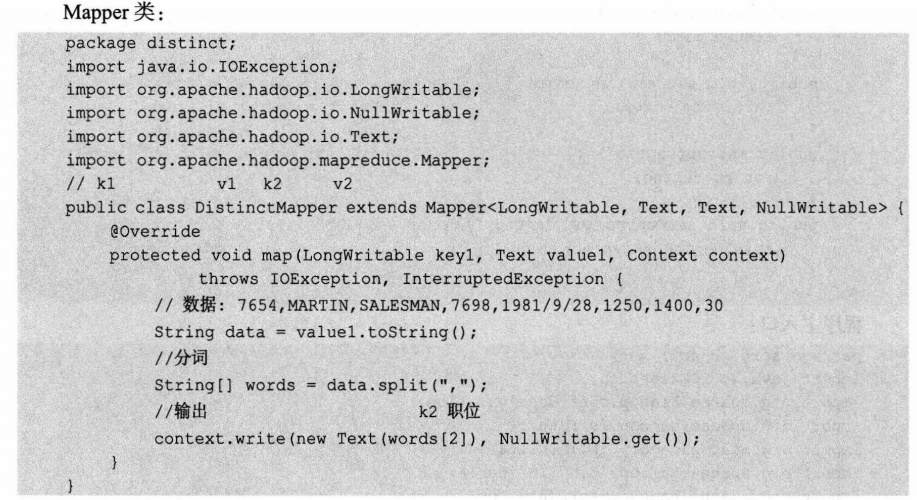 Mapper 类：
package distinct;
import java.io.IOException;
import org.apache.hadoop.io.LongWritable;
import org.apache.hadoop.io.NullWritable;
import org.apache.hadoop.io.Text;
import org.apache.hadoop.mapreduce.Mapper;
// k1 v1 k2 v2
public class DistinctMapper extends Mapper<LongWritable, Text, Text, NullWritable> {
@Override
protected void map(LongWritable key1, Text value1, Context context)
throws IOException, InterruptedException {
// 数据: 7654,MARTIN,SALESMAN,7698,1981/9/28,1250,1400,30
String data = value1.toString();
//分词
String[] words = data.split(",");
//输出 k2 职位
context.write(new Text(words[2]), NullWritable.get());
}
}